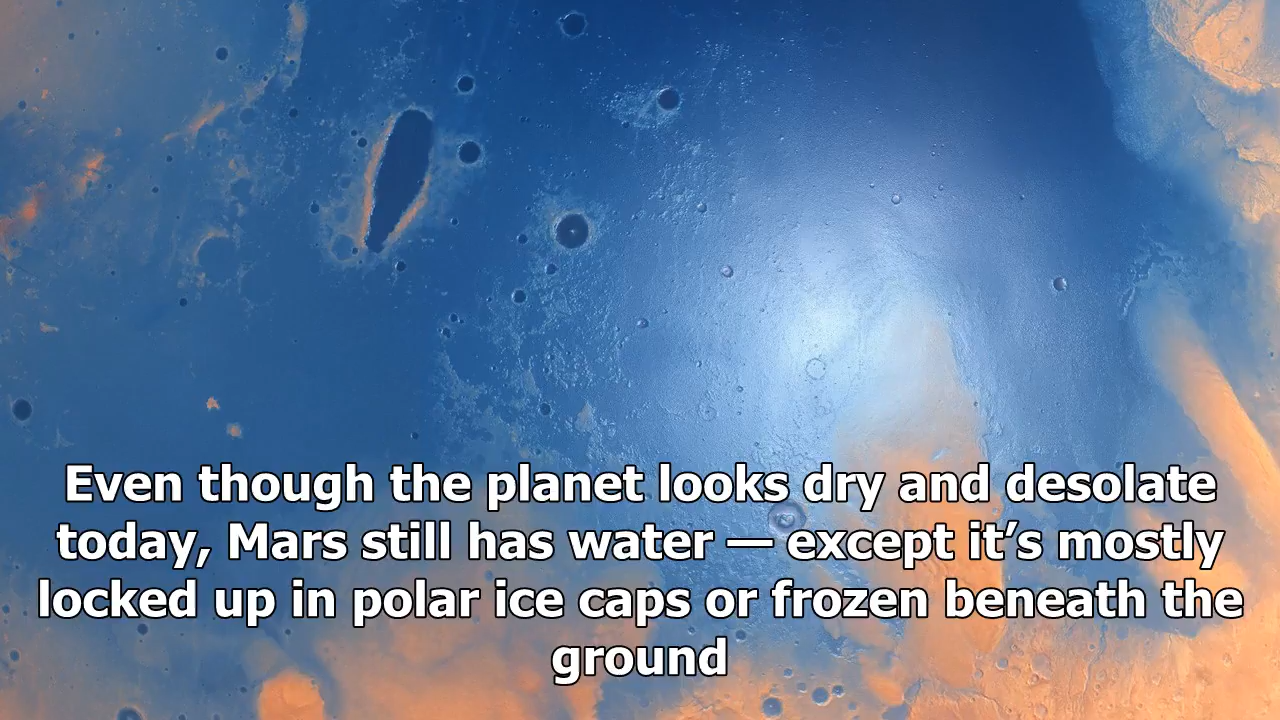 Even though the planet looks dry and desolate
today, Mars still has water — except it’s mostly
locked up in polar ice caps or frozen beneath the
ground